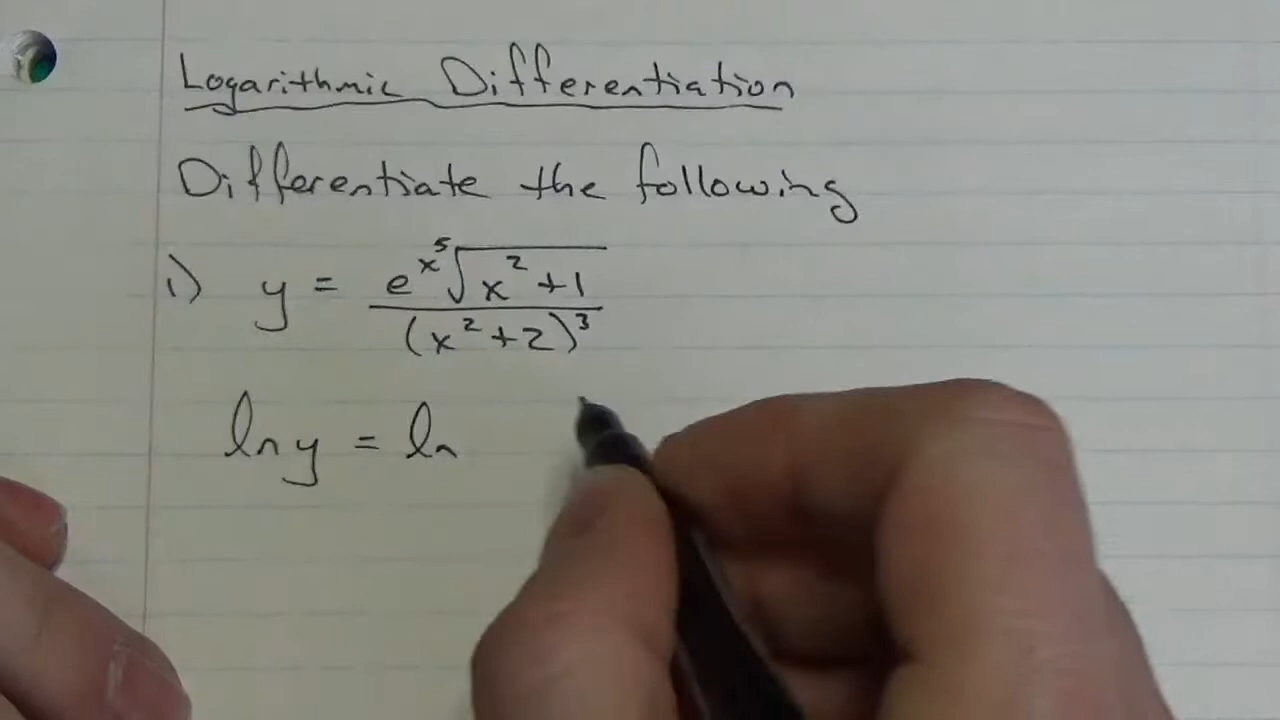 Logarithmic Differentiation
Differentiate the following
1) y = e^x ⁵√(x² + 1) / (x² + 2)³
ln y = ln